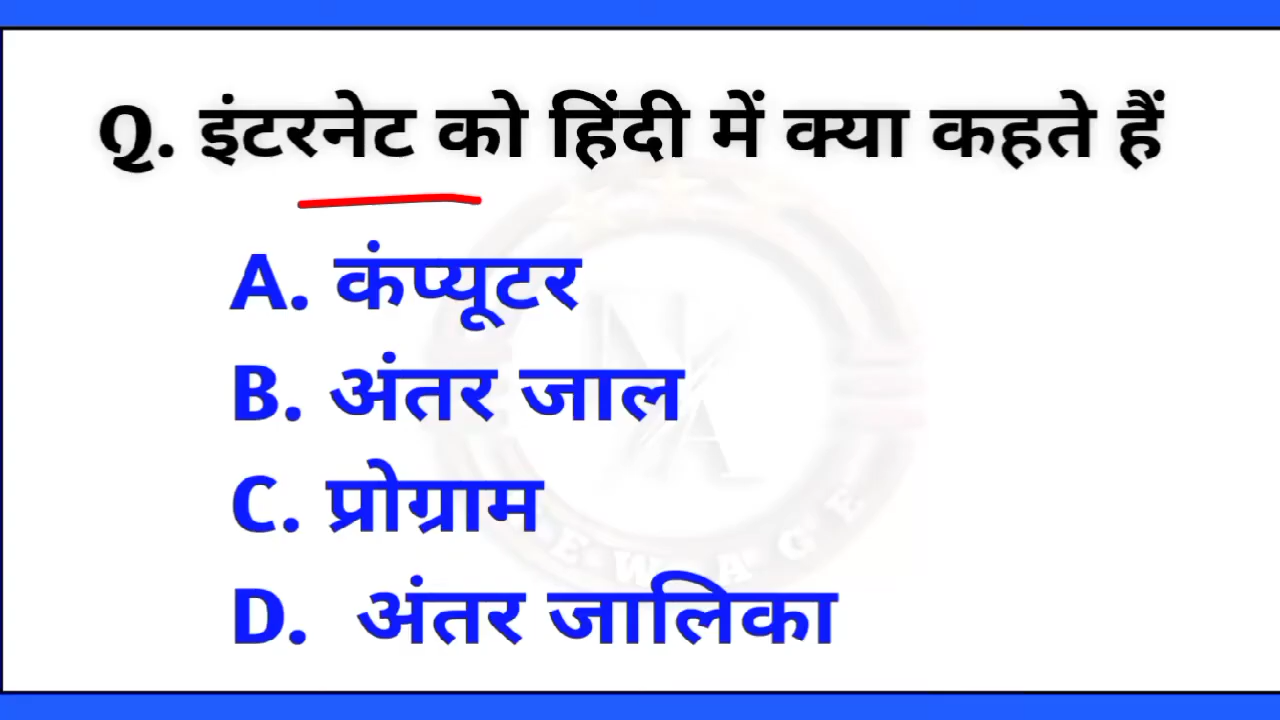 Q. इंटरनेट को हिंदी में क्या कहते हैं
A. कंप्यूटर
B. अंतर जाल
C. प्रोग्राम
D. अंतर जालिका